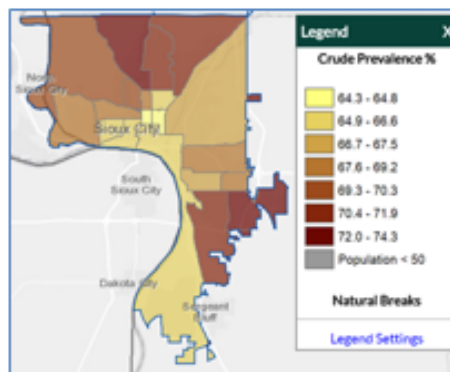 North
Sioux City
Sioux City
South
Sioux City
Dakota City
Sergeant
Bluff
Legend X
Crude Prevalence %
64.3 - 64.8
64.9 - 66.6
66.7 - 67.5
67.6 - 69.2
69.3 - 70.3
70.4 - 71.9
72.0 - 74.3
Population < 50
Natural Breaks
Legend Settings